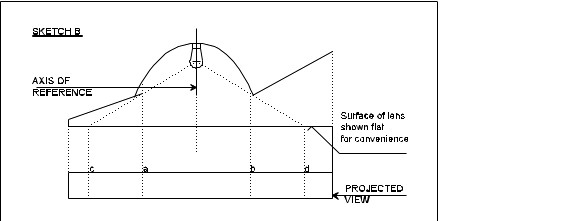 SKETCH B
AXIS OF
REFERENCE
Surface of lens
shown flat
for convenience
c a b d
PROJECTED
VIEW